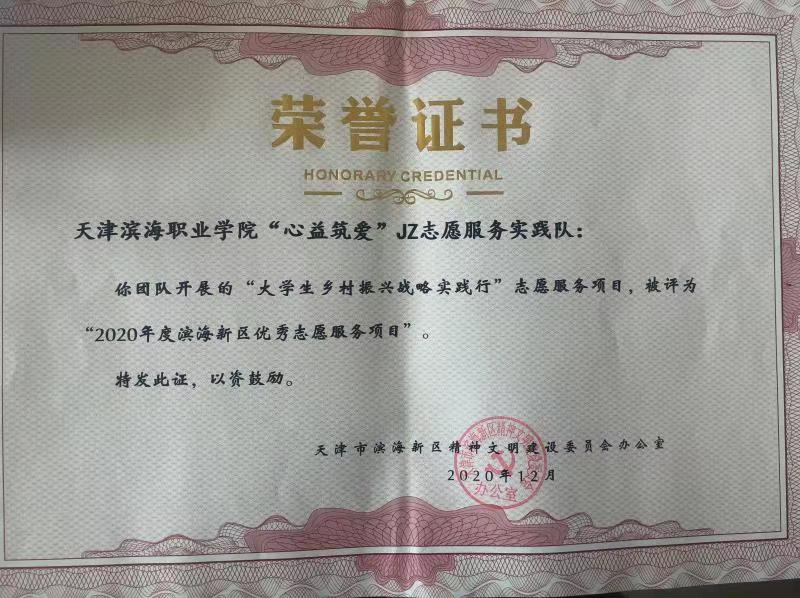 荣誉证书
HONORARY CREDENTIAL
天津滨海职业学院“心益筑爱”JZ志愿服务实践队：
你团队开展的“大学生乡村振兴战略实践行”志愿服务项目，被评为
“2020年度滨海新区优秀志愿服务项目”。
特发此证，以资鼓励。
天津市滨海新区精神文明建设委员会办公室
2020年12月
办公室